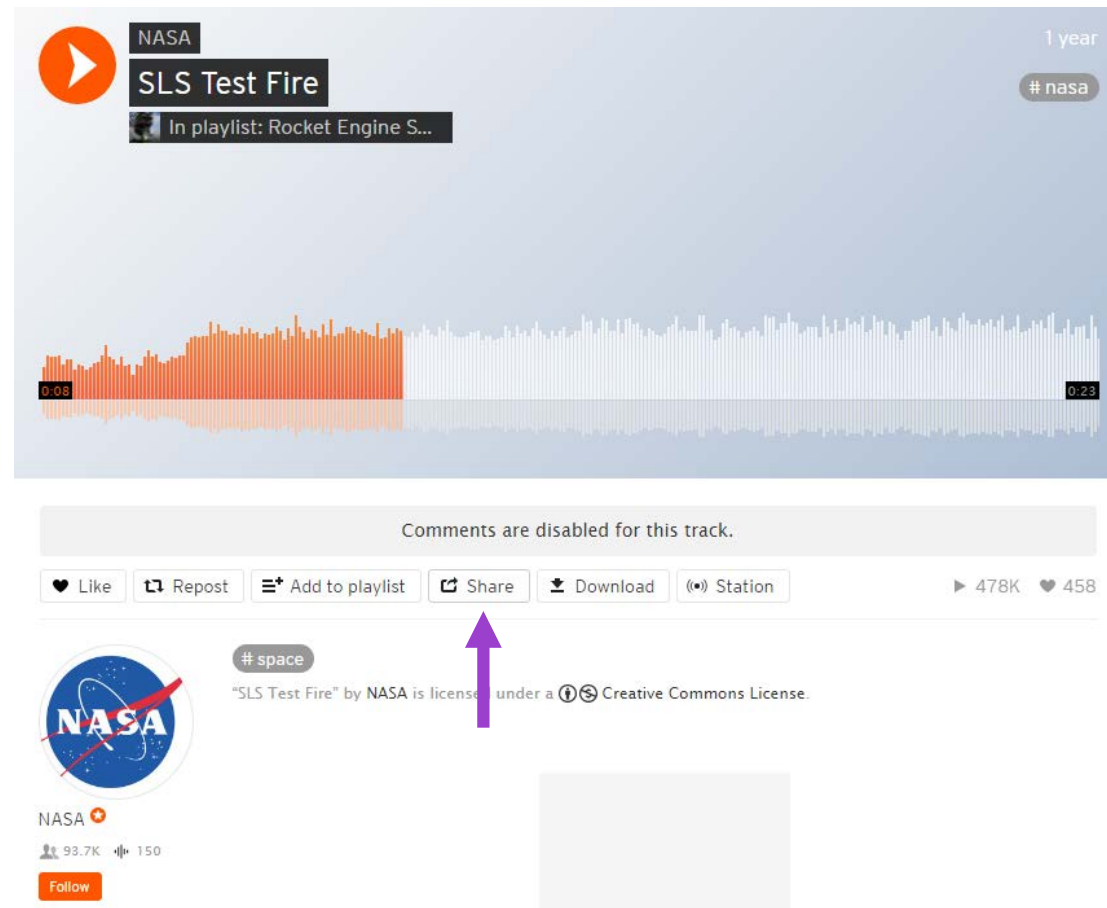 NASA
1 year
SLS Test Fire
# nasa
In playlist: Rocket Engine S...
0:08
0:23
Comments are disabled for this track.
Like Repost Add to playlist Share Download Station 478K 458
# space
NASA
"SLS Test Fire" by NASA is licensed under a Creative Commons License.
NASA
93.7K 150
Follow